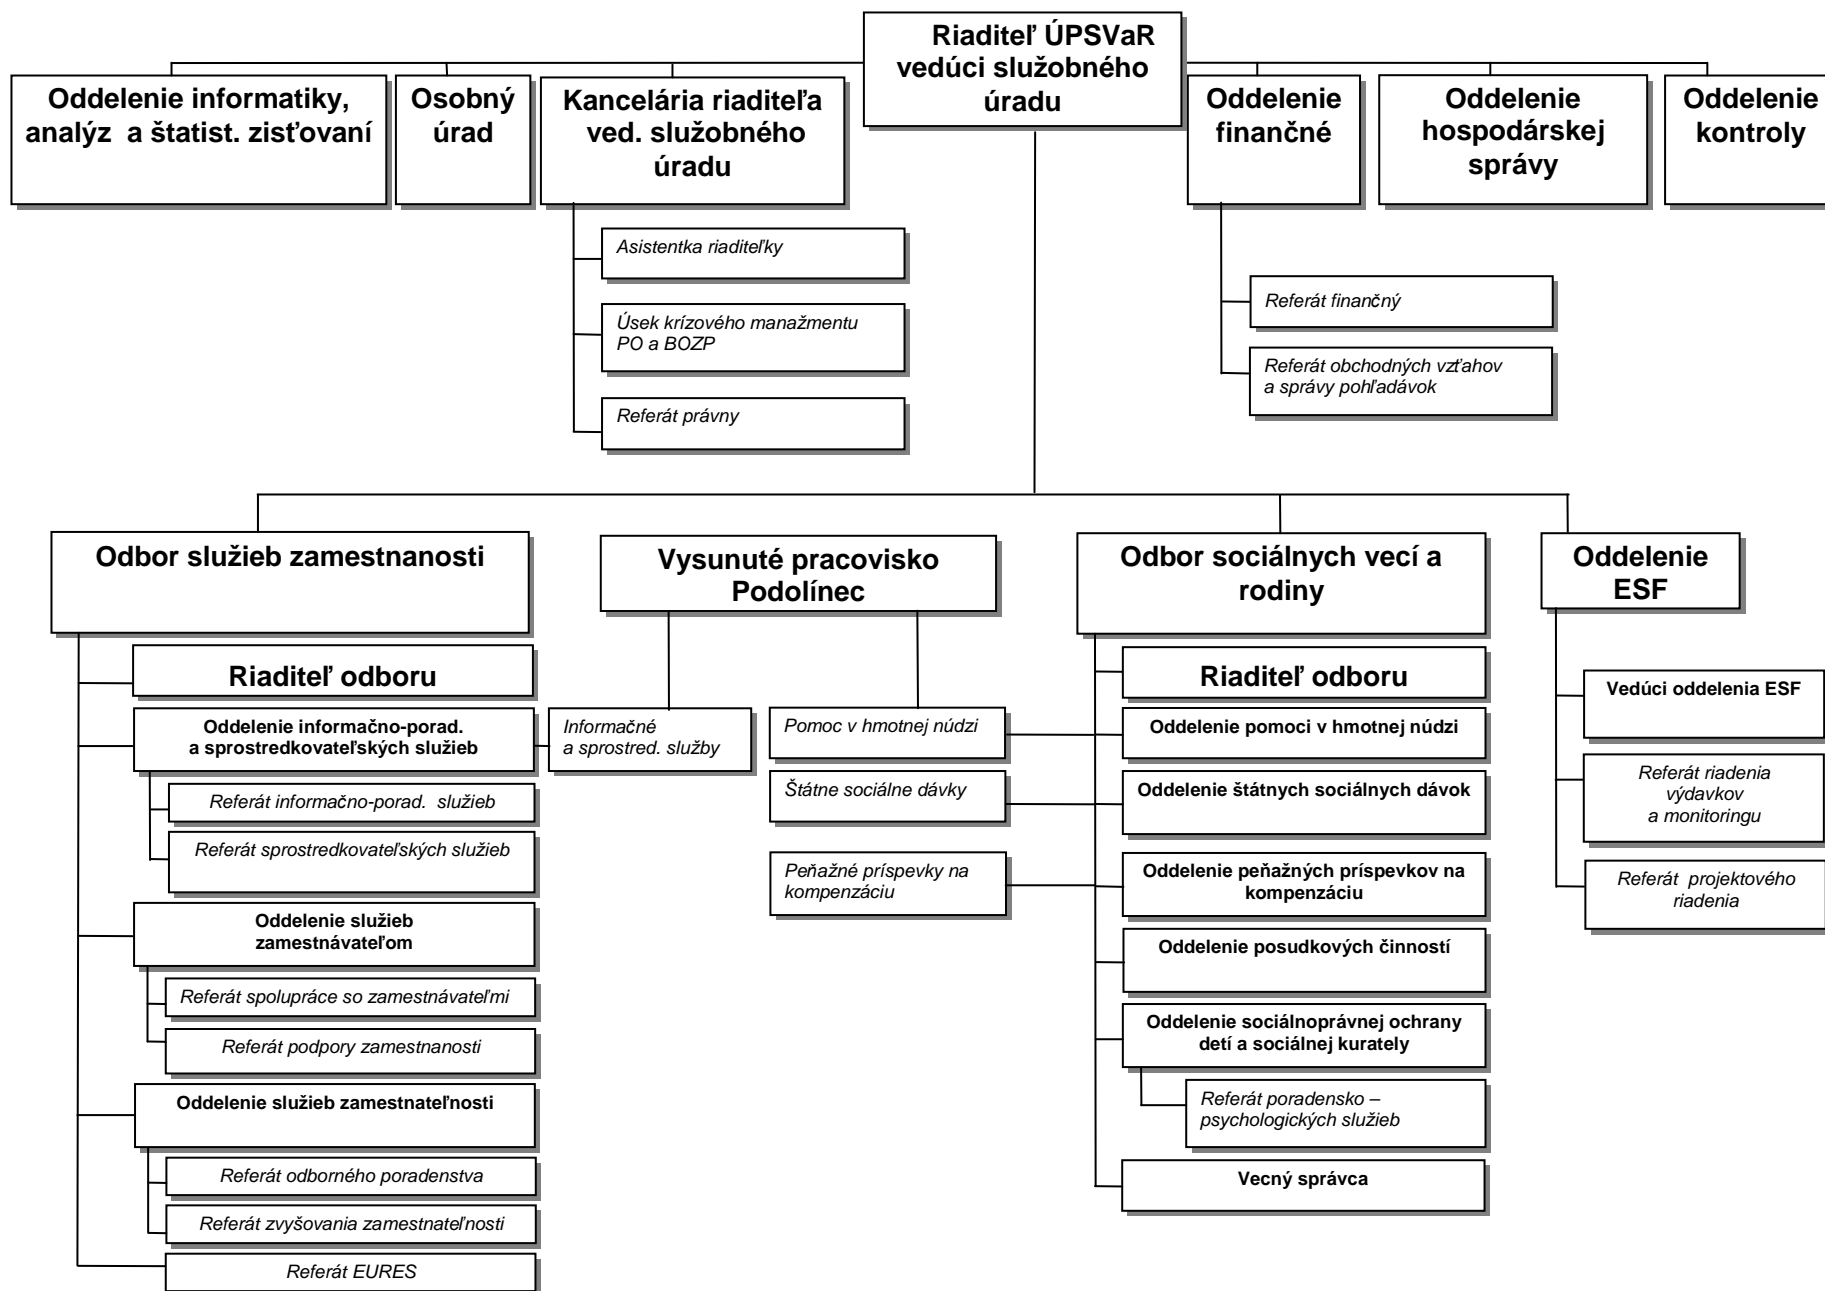 Riaditeľ ÚPSVaR
vedúci služobného
úradu
Oddelenie informatiky,
analýz a štatist. zisťovaní
Osobný
úrad
Kancelária riaditeľa
ved. služobného
úradu
Oddelenie
finančné
Oddelenie
hospodárskej
správy
Oddelenie
kontroly
Asistentka riaditeľky
Úsek krízového manažmentu
PO a BOZP
Referát právny
Referát finančný
Referát obchodných vzťahov
a správy pohľadávok
Odbor služieb zamestnanosti
Vysunuté pracovisko
Podolínec
Odbor sociálnych vecí a
rodiny
Oddelenie
ESF
Riaditeľ odboru
Oddelenie informačno-porad.
a sprostredkovateľských služieb
Referát informačno-porad. služieb
Referát sprostredkovateľských služieb
Oddelenie služieb
zamestnávateľom
Referát spolupráce so zamestnávateľmi
Referát podpory zamestnanosti
Oddelenie služieb zamestnateľnosti
Referát odborného poradenstva
Referát zvyšovania zamestnateľnosti
Referát EURES
Informačné
a sprostred. služby
Pomoc v hmotnej núdzi
Štátne sociálne dávky
Peňažné príspevky na
kompenzáciu
Riaditeľ odboru
Oddelenie pomoci v hmotnej núdzi
Oddelenie štátnych sociálnych dávok
Oddelenie peňažných príspevkov na
kompenzáciu
Oddelenie posudkových činností
Oddelenie sociálnoprávnej ochrany
detí a sociálnej kurately
Referát poradensko –
psychologických služieb
Vecný správca
Vedúci oddelenia ESF
Referát riadenia
výdavkov
a monitoringu
Referát projektového
riadenia